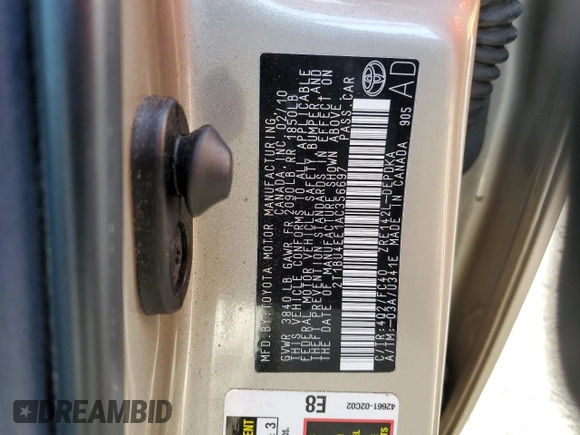 MFD.BY:TOYOTA MOTOR MANUFACTURING
CANADA, INC. 02/10
GVWR 3840LB GAWR FR 2090LB RR 1850LB
THIS VEHICLE CONFORMS TO ALL APPLICABLE
FEDERAL MOTOR VEHICLE SAFETY, BUMPER, AND
THEFT PREVENTION STANDARDS IN EFFECT ON
THE DATE OF MANUFACTURE SHOWN ABOVE.
2T1BU4EE1AC356697 PASS.CAR
C/TR:4Q2/FC40 ZRE142L-DEPDKA
A/TM:-03A/U341E MADE IN CANADA 905
AD
42661-02C02
E8
DREAMBID